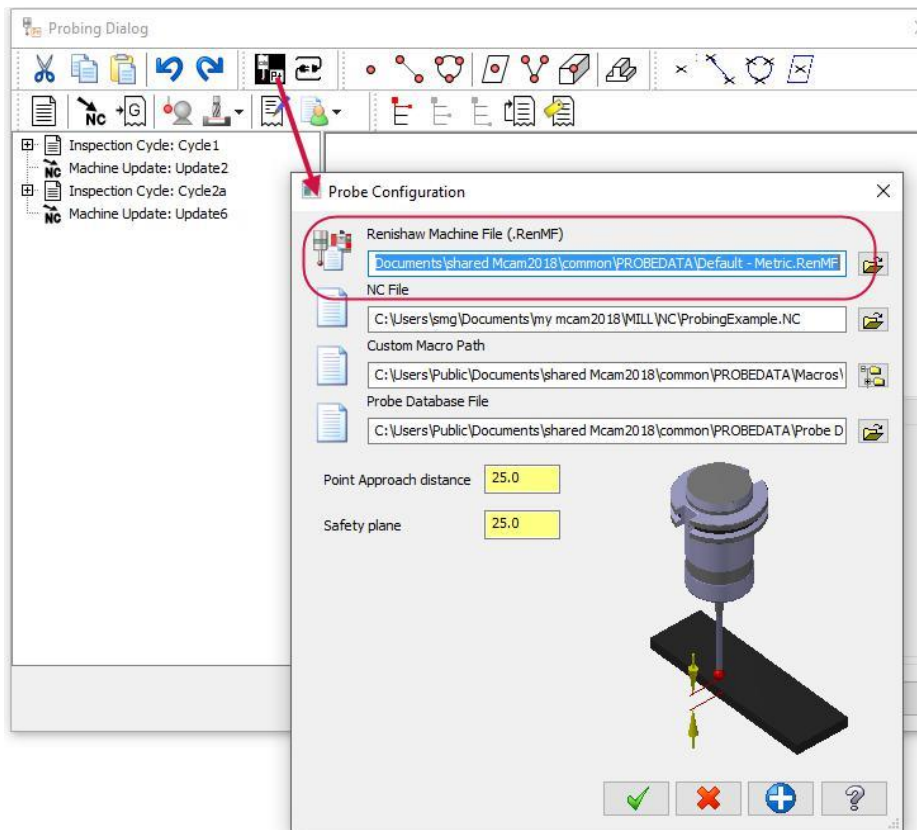 Probing Dialog
NC
G
Inspection Cycle: Cycle1
NC Machine Update: Update2
Inspection Cycle: Cycle2a
NC Machine Update: Update6
Probe Configuration
Renishaw Machine File (.RenMF)
Documents\shared Mcam2018\common\PROBEDATA\Default - Metric.RenMF
NC File
C:\Users\smg\Documents\my mcam2018\MILL\NC\ProbingExample.NC
Custom Macro Path
C:\Users\Public\Documents\shared Mcam2018\common\PROBEDATA\Macros\
Probe Database File
C:\Users\Public\Documents\shared Mcam2018\common\PROBEDATA\Probe D
Point Approach distance 25.0
Safety plane 25.0